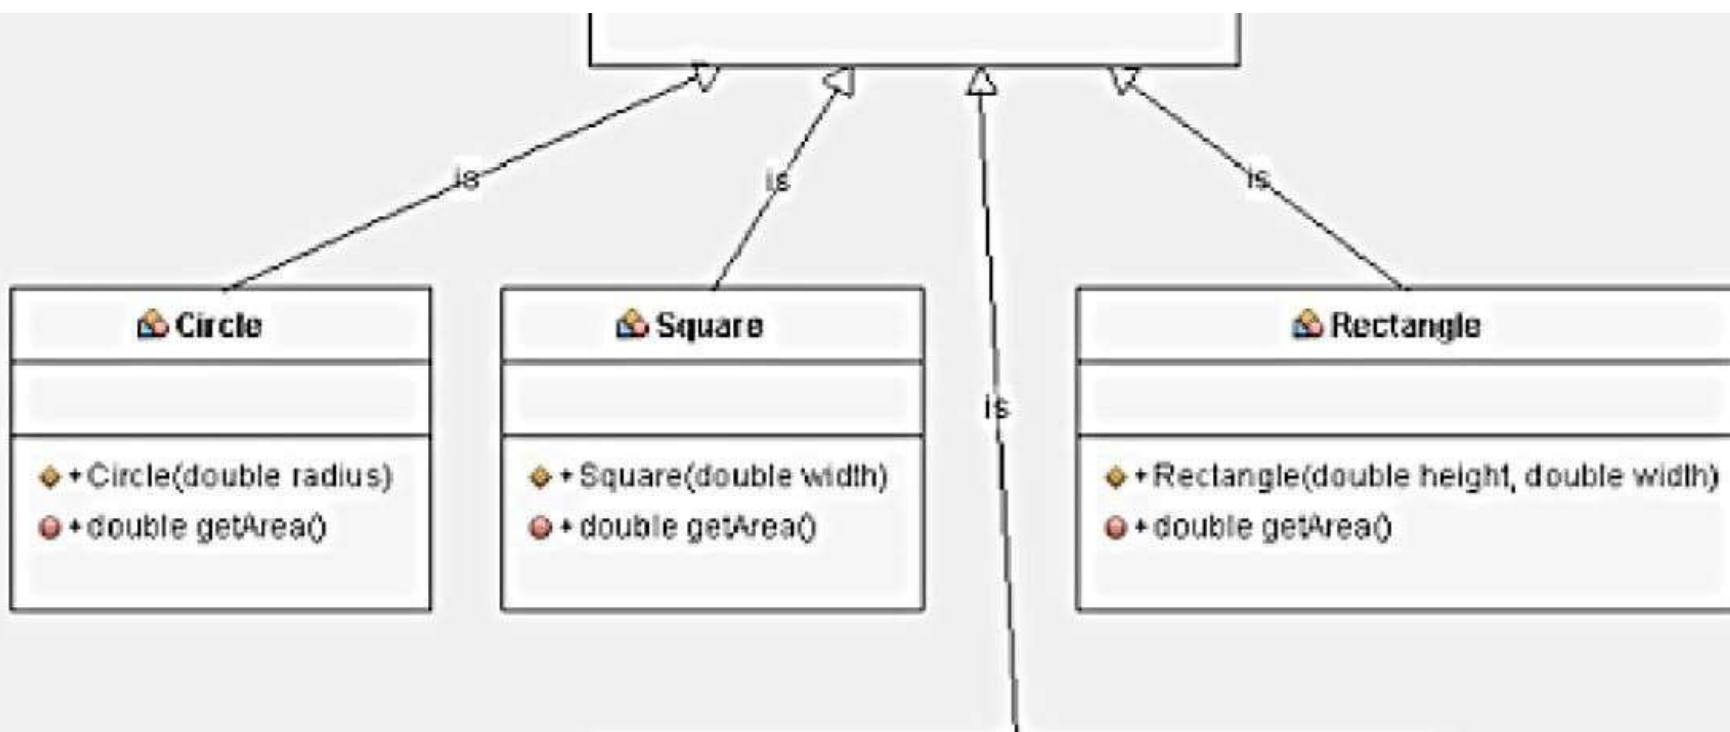 is
is
is
Circle
Square
Rectangle
is
+Circle(double radius)
+double getArea()
+Square(double width)
+double getArea()
+Rectangle(double height, double width)
+double getArea()